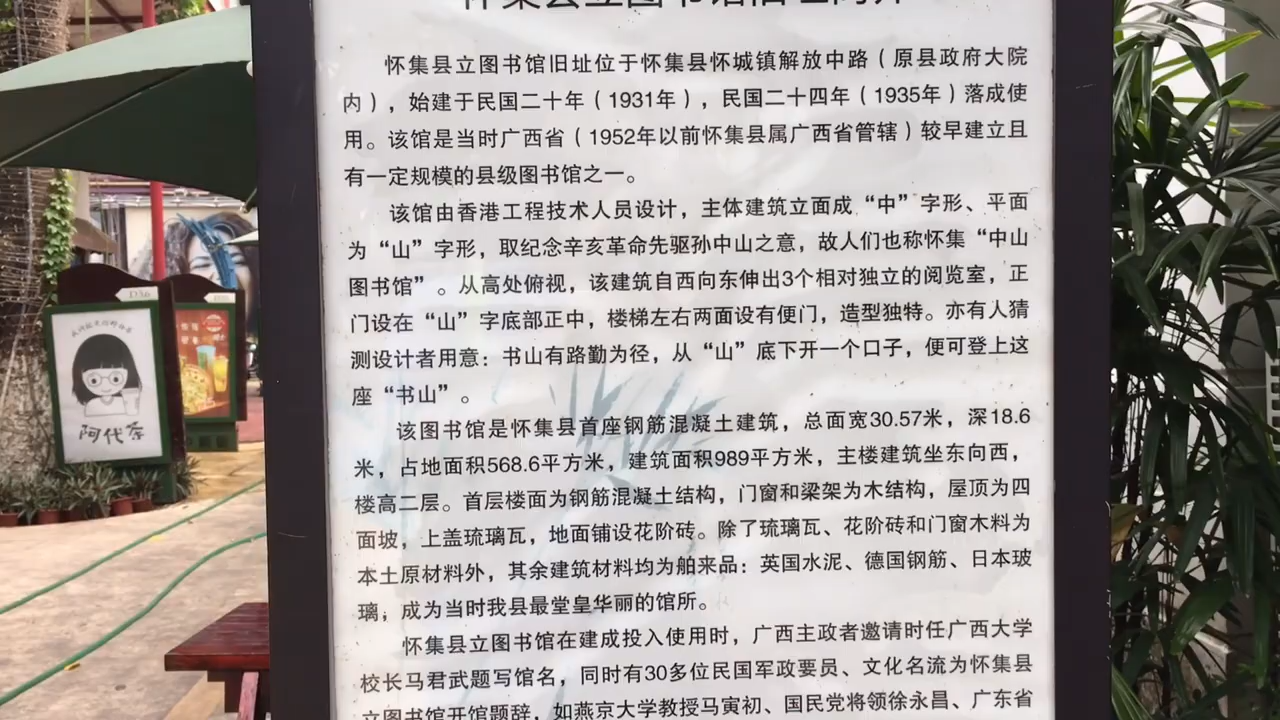 怀集县立图书馆旧址简介
怀集县立图书馆旧址位于怀集县怀城镇解放中路（原县政府大院
内），始建于民国二十年（1931年），民国二十四年（1935年）落成使
用。该馆是当时广西省（1952年以前怀集县属广西省管辖）较早建立且
有一定规模的县级图书馆之一。
该馆由香港工程技术人员设计，主体建筑立面成“中”字形、平面
为“山”字形，取纪念辛亥革命先驱孙中山之意，故人们也称怀集“中山
图书馆”。从高处俯视，该建筑自西向东伸出3个相对独立的阅览室，正
门设在“山”字底部正中，楼梯左右两面设有便门，造型独特。亦有人猜
测设计者用意：书山有路勤为径，从“山”底下开一个口子，便可登上这
座“书山”。
该图书馆是怀集县首座钢筋混凝土建筑，总面宽30.57米，深18.6
米，占地面积568.6平方米，建筑面积989平方米，主楼建筑坐东向西，
楼高二层。首层楼面为钢筋混凝土结构，门窗和梁架为木结构，屋顶为四
面坡，上盖琉璃瓦，地面铺设花阶砖。除了琉璃瓦、花阶砖和门窗木料为
本土原材料外，其余建筑材料均为舶来品：英国水泥、德国钢筋、日本玻
璃，成为当时我县最堂皇华丽的馆所。
怀集县立图书馆在建成投入使用时，广西主政者邀请时任广西大学
校长马君武题写馆名，同时有30多位民国军政要员、文化名流为怀集县
立图书馆开馆题辞，如燕京大学教授马寅初、国民党将领徐永昌、广东省
D56
阿代奈